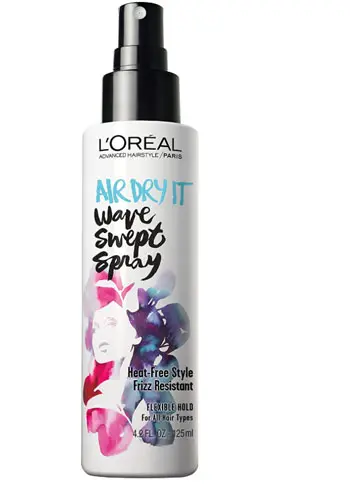 L'ORÉAL
ADVANCED HAIRSTYLE / PARIS
AIR DRY IT
Wave
Swept
Spray
Heat-Free Style
Frizz Resistant
FLEXIBLE HOLD
For All Hair Types
4.2 FL. OZ - 125ml